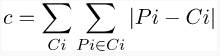 c = ∑_{Ci} ∑_{Pi∈Ci} |Pi − Ci|